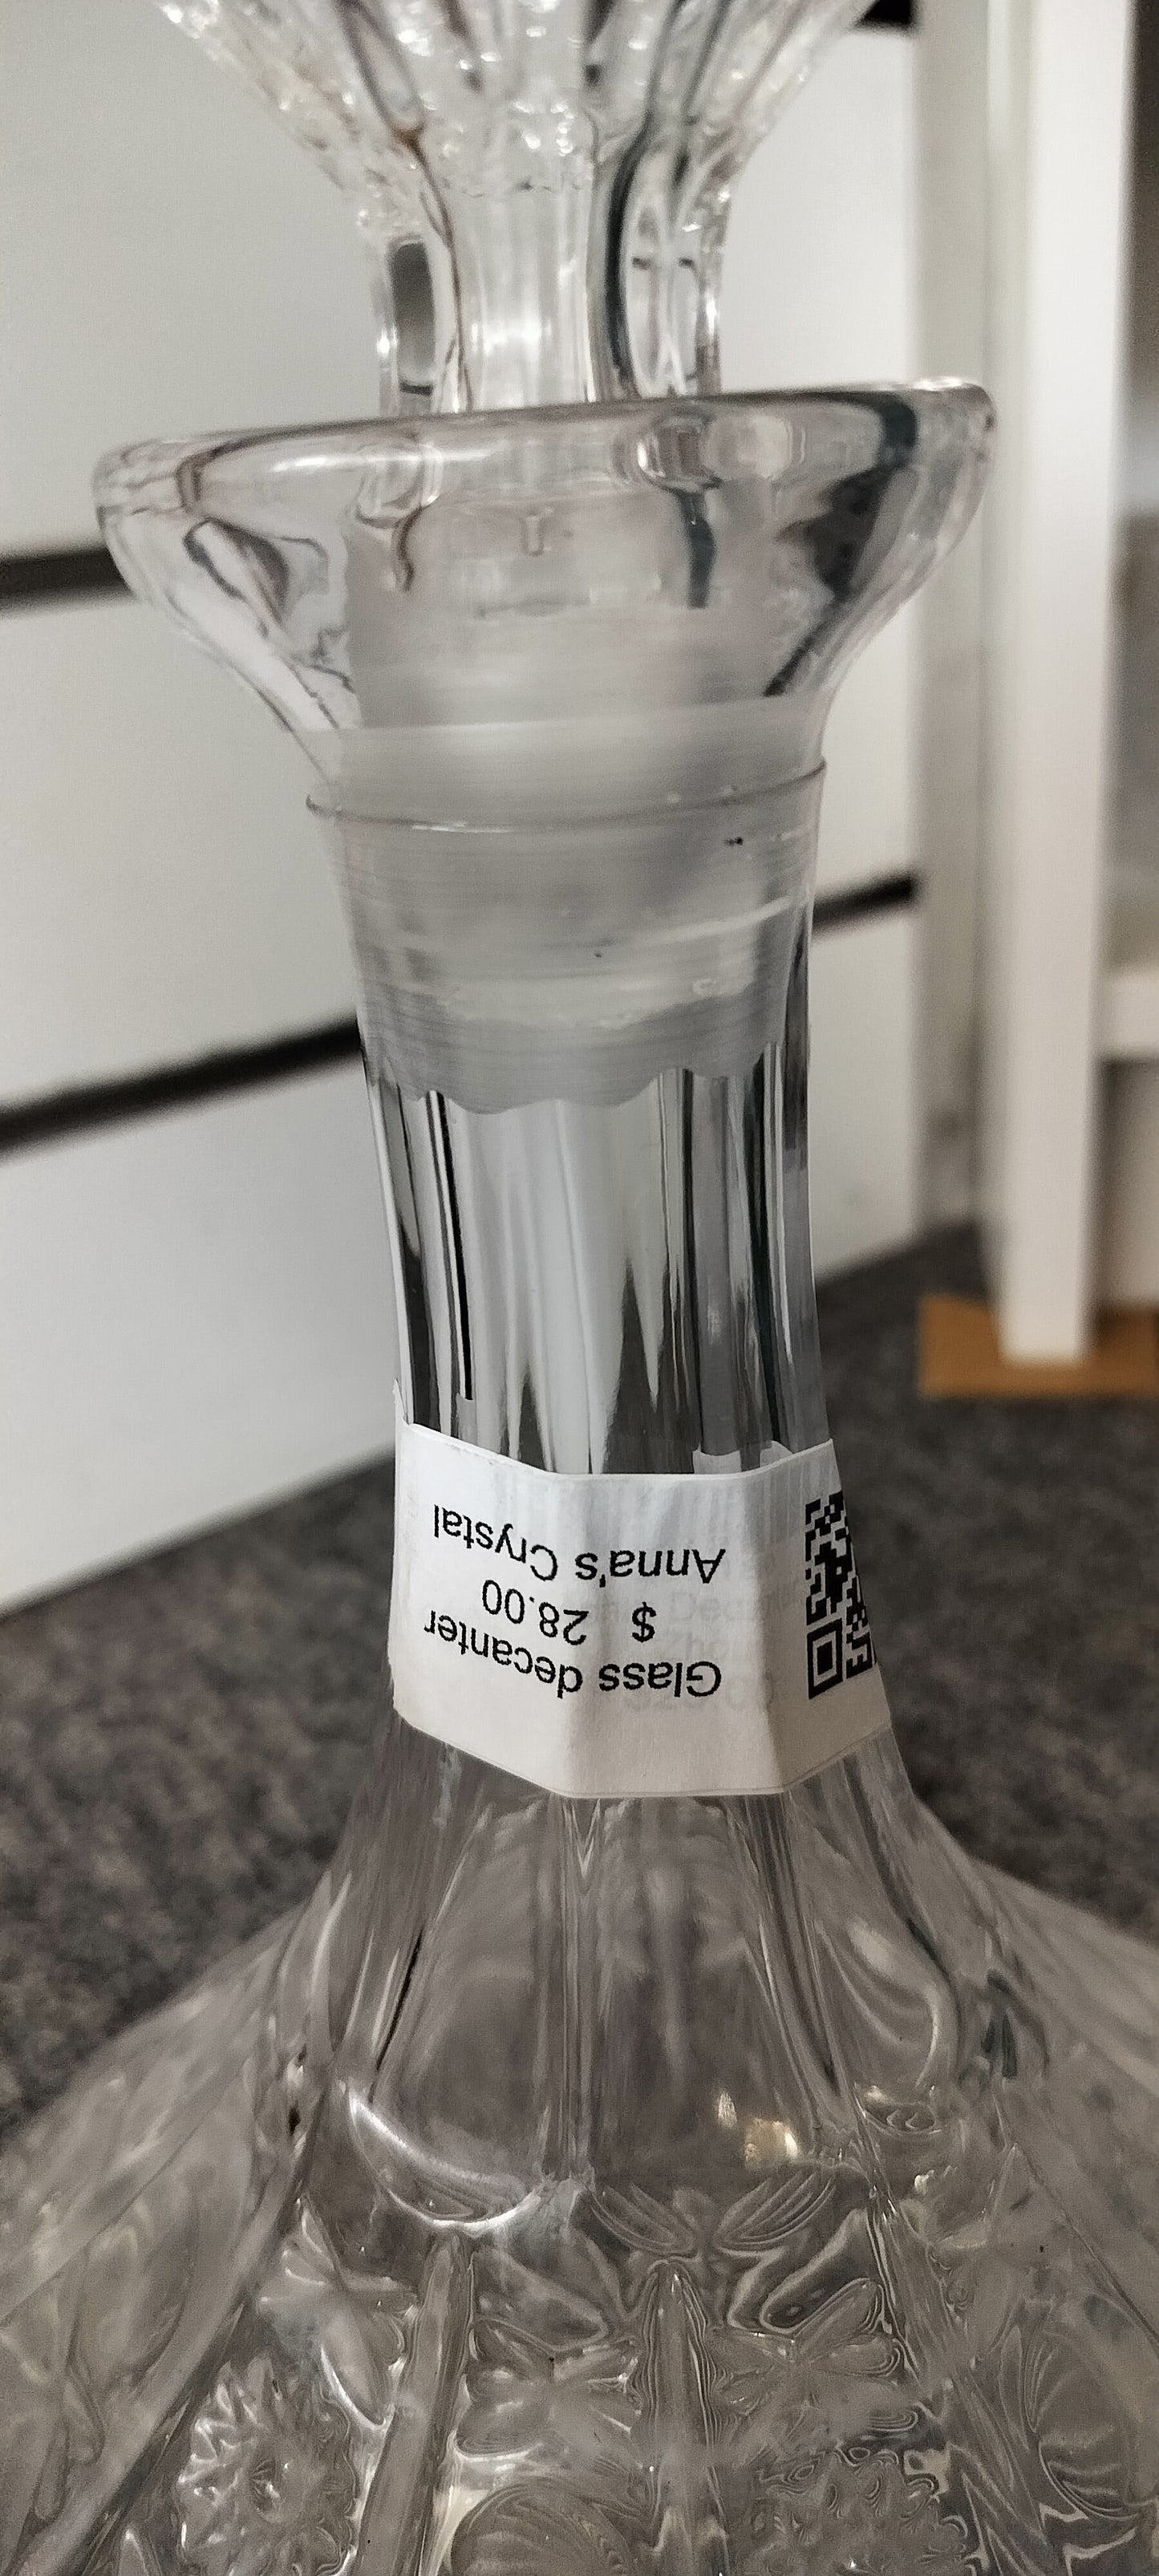 Glass decanter
$ 28.00
Anna's Crystal